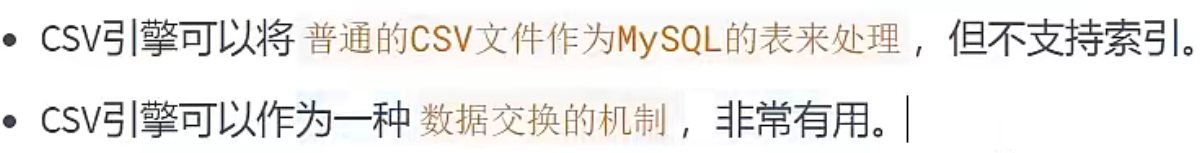 • CSV引擎可以将 普通的CSV文件作为MySQL的表来处理 ，但不支持索引。
• CSV引擎可以作为一种 数据交换的机制 ，非常有用。